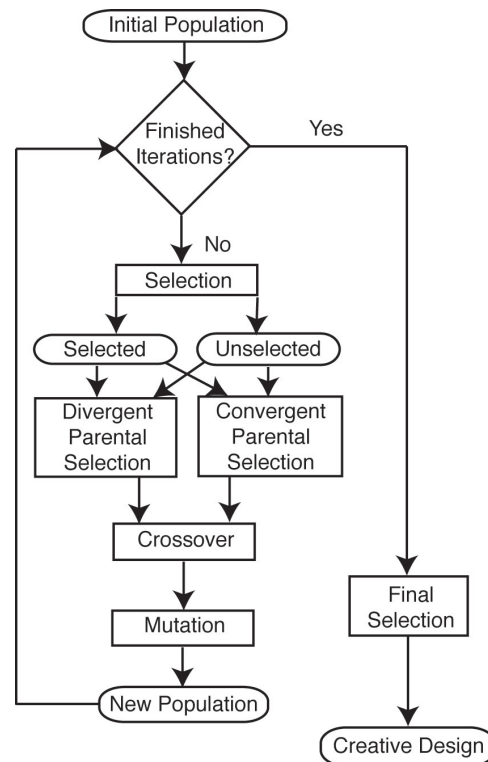 Initial Population
Finished
Iterations?
Yes
No
Selection
Selected
Unselected
Divergent
Parental
Selection
Convergent
Parental
Selection
Crossover
Final
Selection
Mutation
New Population
Creative Design